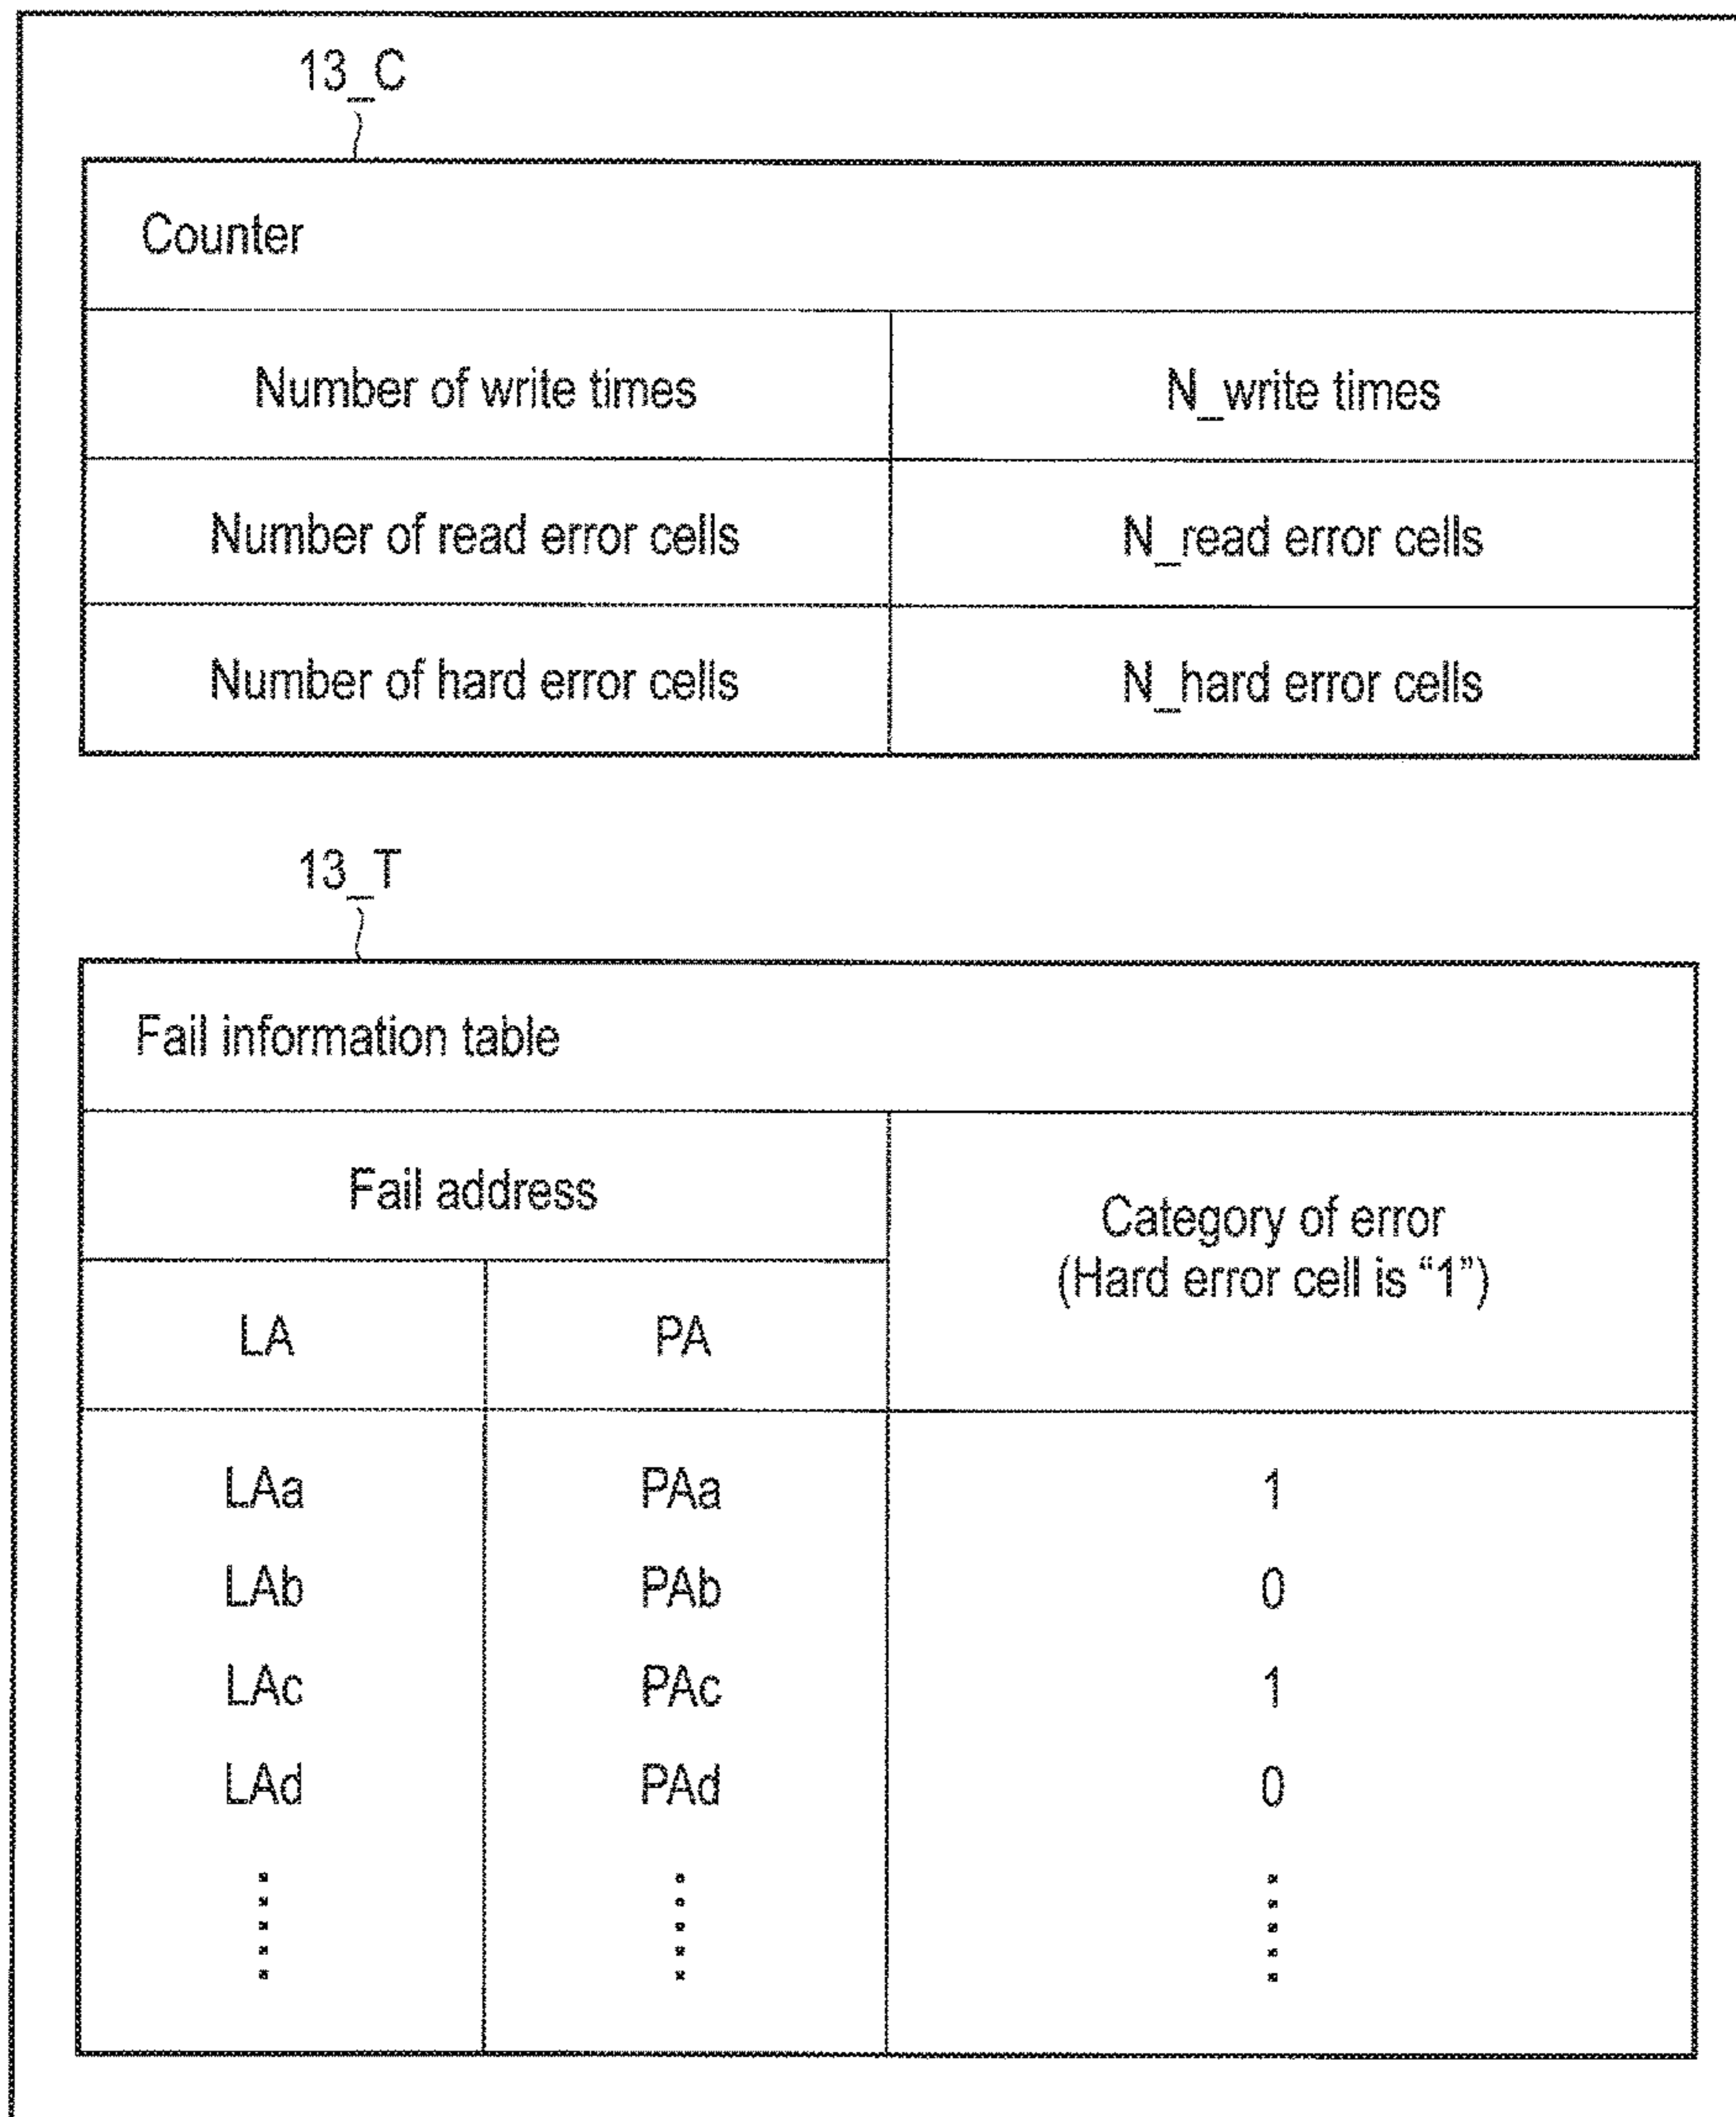 13_C
Counter
Number of write times N_write times
Number of read error cells N_read error cells
Number of hard error cells N_hard error cells
13_T
Fail information table
Fail address
Category of error
(Hard error cell is “1”)
LA PA
LAa PAa 1
LAb PAb 0
LAc PAc 1
LAd PAd 0